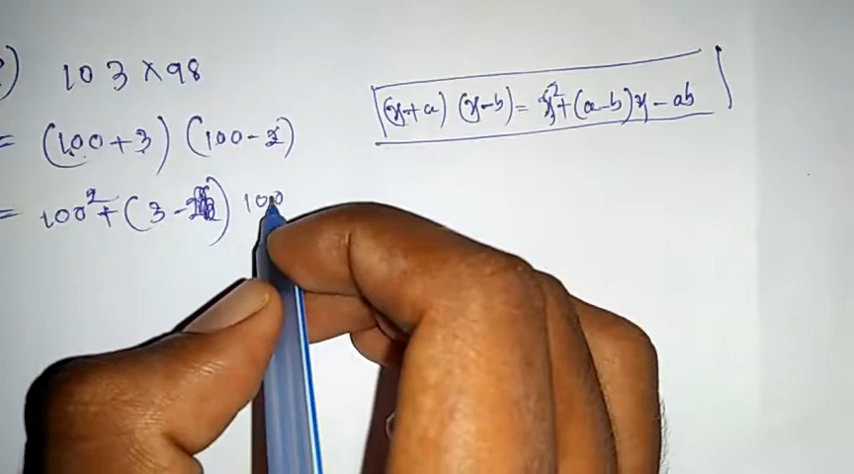 103 × 98
(x+a) (x-b) = x² + (a-b)x - ab
= (100+3) (100-2)
= 100² + (3-2) 100